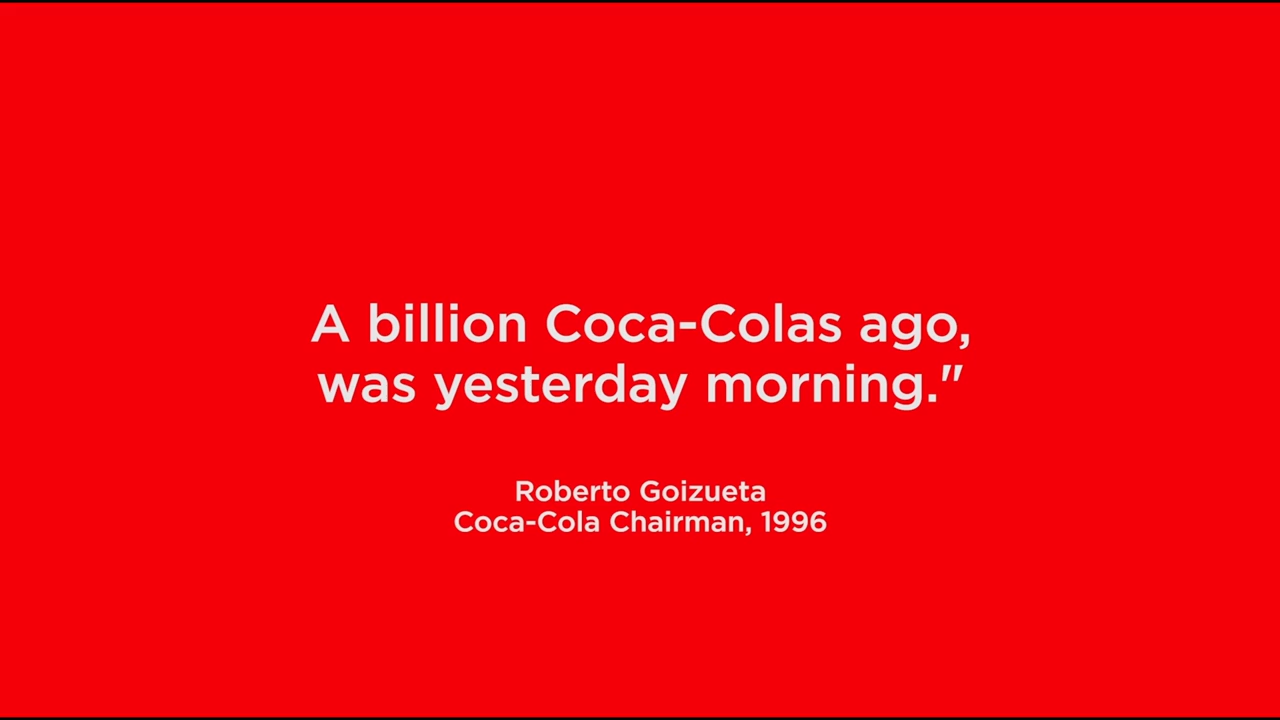 A billion Coca-Colas ago,
was yesterday morning."
Roberto Goizueta
Coca-Cola Chairman, 1996